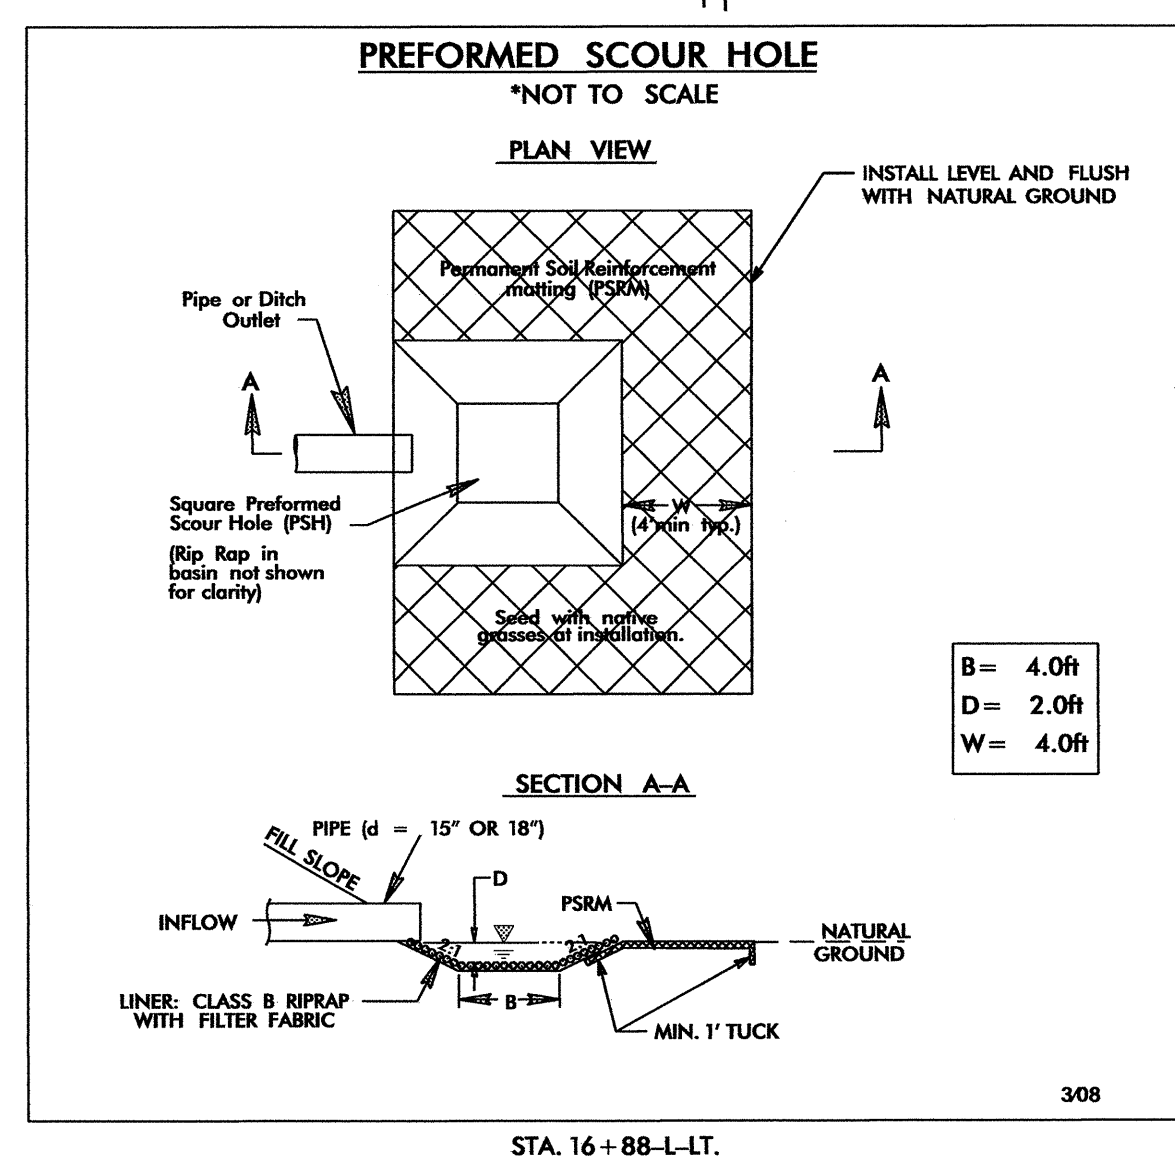 PREFORMED SCOUR HOLE
*NOT TO SCALE
PLAN VIEW
INSTALL LEVEL AND FLUSH
WITH NATURAL GROUND
Permanent Soil Reinforcement
matting (PSRM)
Pipe or Ditch
Outlet
A
A
Square Preformed
Scour Hole (PSH)
(Rip Rap in
basin not shown
for clarity)
W
(4'min typ.)
Seed with native
grasses at installation.
B= 4.0ft
D= 2.0ft
W= 4.0ft
SECTION A-A
PIPE (d = 15" OR 18")
FILL SLOPE
D
PSRM
INFLOW
2:1
2:1
NATURAL
GROUND
B
LINER: CLASS B RIPRAP
WITH FILTER FABRIC
MIN. 1' TUCK
3/08
STA. 16+88-L-LT.